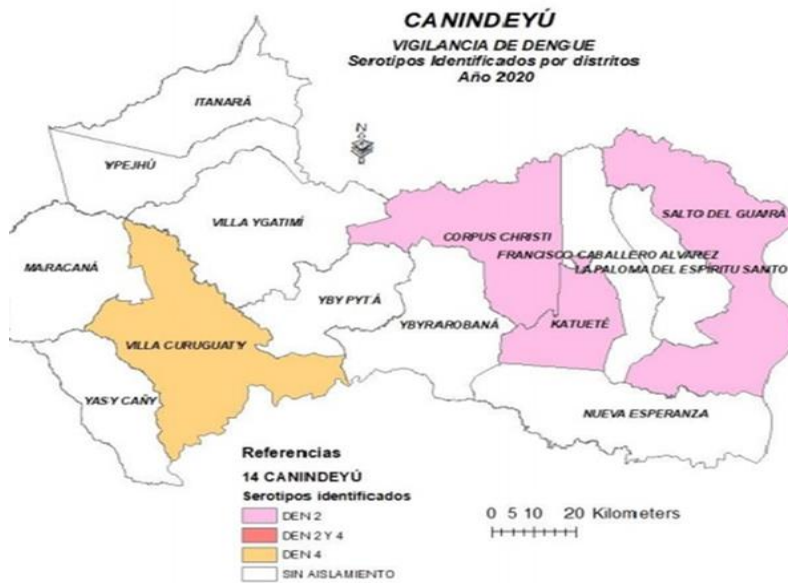 CANINDEYÚ
VIGILANCIA DE DENGUE
Serotipos Identificados por distritos
Año 2020
ITANARÁ
N
YPEJHÚ
VILLA YGATIMÍ
SALTO DEL GUAIRÁ
CORPUS CHRISTI
FRANCISCO CABALLERO ALVAREZ
MARACANÁ
LA PALOMA DEL ESPÍRITU SANTO
YBY PYTÁ
YBYRAROBANÁ
KATUETÉ
VILLA CURUGUATY
YASY CAÑY
NUEVA ESPERANZA
Referencias
14 CANINDEYÚ
Serotipos identificados
DEN 2
DEN 2 Y 4
DEN 4
SIN AISLAMIENTO
0 5 10 20 Kilometers